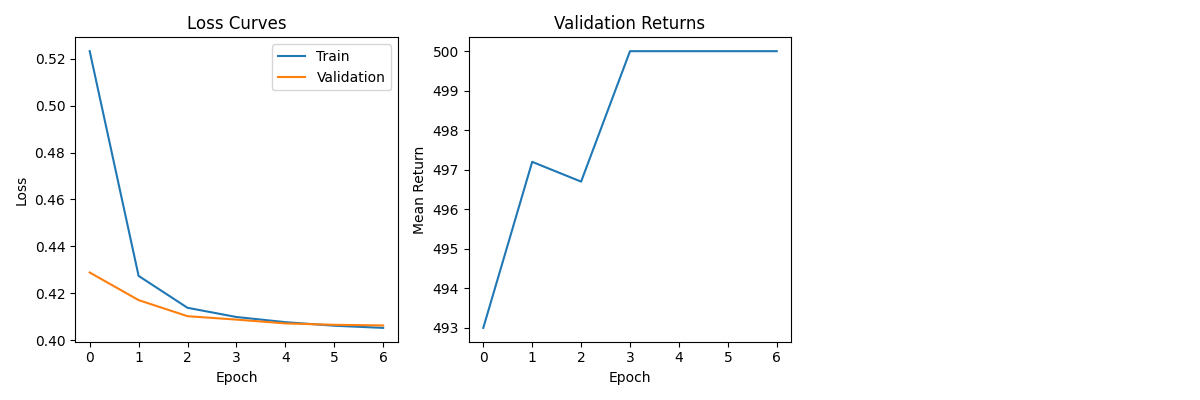 Loss Curves
Train
Validation
0.52
0.50
0.48
0.46
0.44
0.42
0.40
Loss
0 1 2 3 4 5 6
Epoch
Validation Returns
500
499
498
497
496
495
494
493
Mean Return
0 1 2 3 4 5 6
Epoch